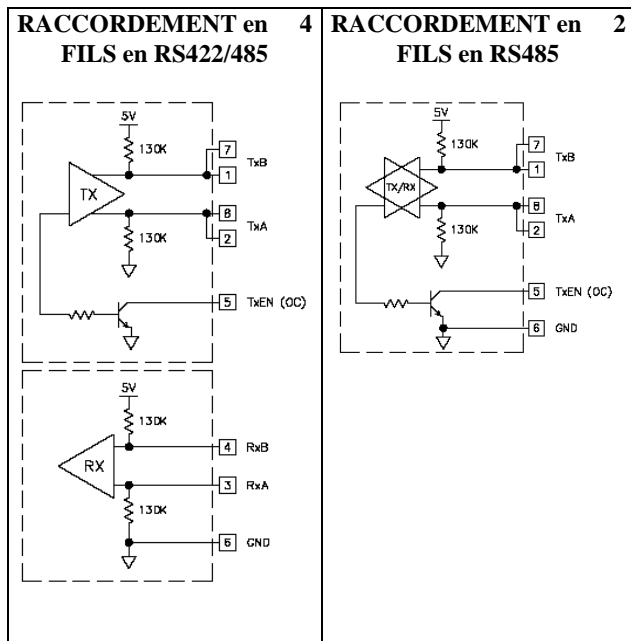 RACCORDEMENT en 4
FILS en RS422/485
5V
130K
7
TxB
1
TX
8
TxA
2
130K
5 TxEN (OC)
5V
130K
4 RxB
RX
3 RxA
130K
6 GND
RACCORDEMENT en 2
FILS en RS485
5V
130K
7
TxB
1
TX/RX
8
TxA
2
130K
5 TxEN (OC)
6 GND